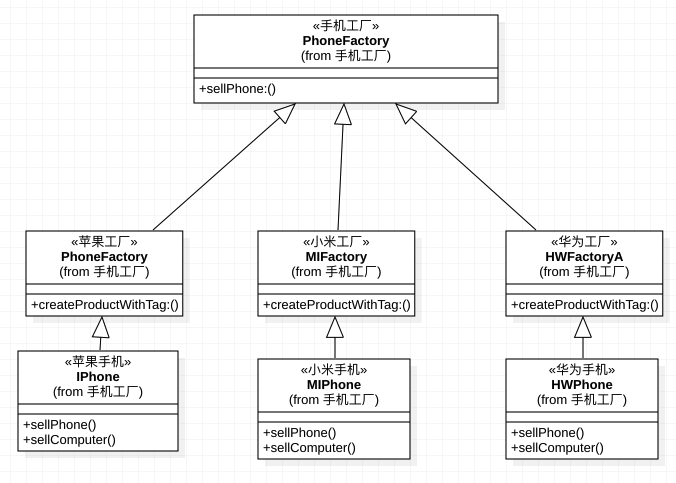 «手机工厂»
PhoneFactory
(from 手机工厂)
+sellPhone:()
«苹果工厂»
PhoneFactory
(from 手机工厂)
+createProductWithTag:()
«小米工厂»
MIFactory
(from 手机工厂)
+createProductWithTag:()
«华为工厂»
HWFactoryA
(from 手机工厂)
+createProductWithTag:()
«苹果手机»
IPhone
(from 手机工厂)
+sellPhone()
+sellComputer()
«小米手机»
MIPhone
(from 手机工厂)
+sellPhone()
+sellComputer()
«华为手机»
HWPhone
(from 手机工厂)
+sellPhone()
+sellComputer()